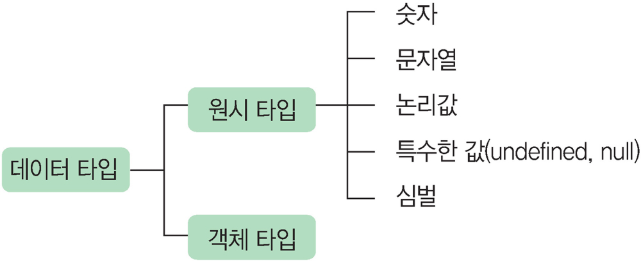 숫자
문자열
원시 타입
논리값
특수한 값(undefined, null)
데이터 타입
심벌
객체 타입